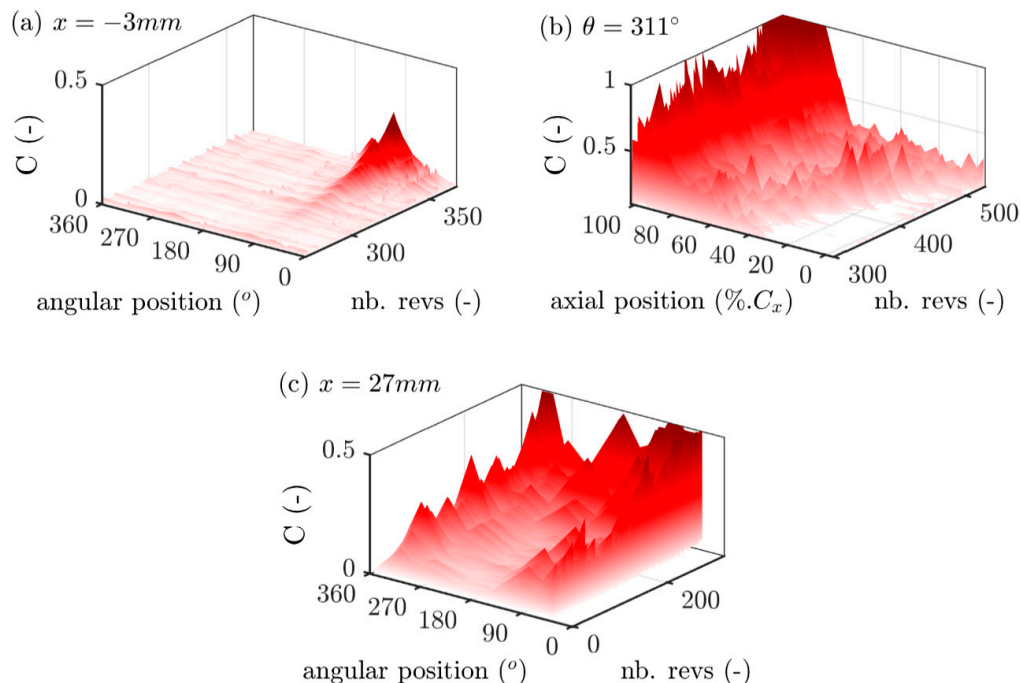 (a) x = −3mm
0.5
0
C (-)
360
270
180
90
0
300
350
angular position (°)
nb. revs (-)
(b) θ = 311°
1
0.5
C (-)
100
80
60
40
20
0
300
400
500
axial position (%.Cₓ)
nb. revs (-)
(c) x = 27mm
0.5
0
C (-)
360
270
180
90
0
0
200
angular position (°)
nb. revs (-)